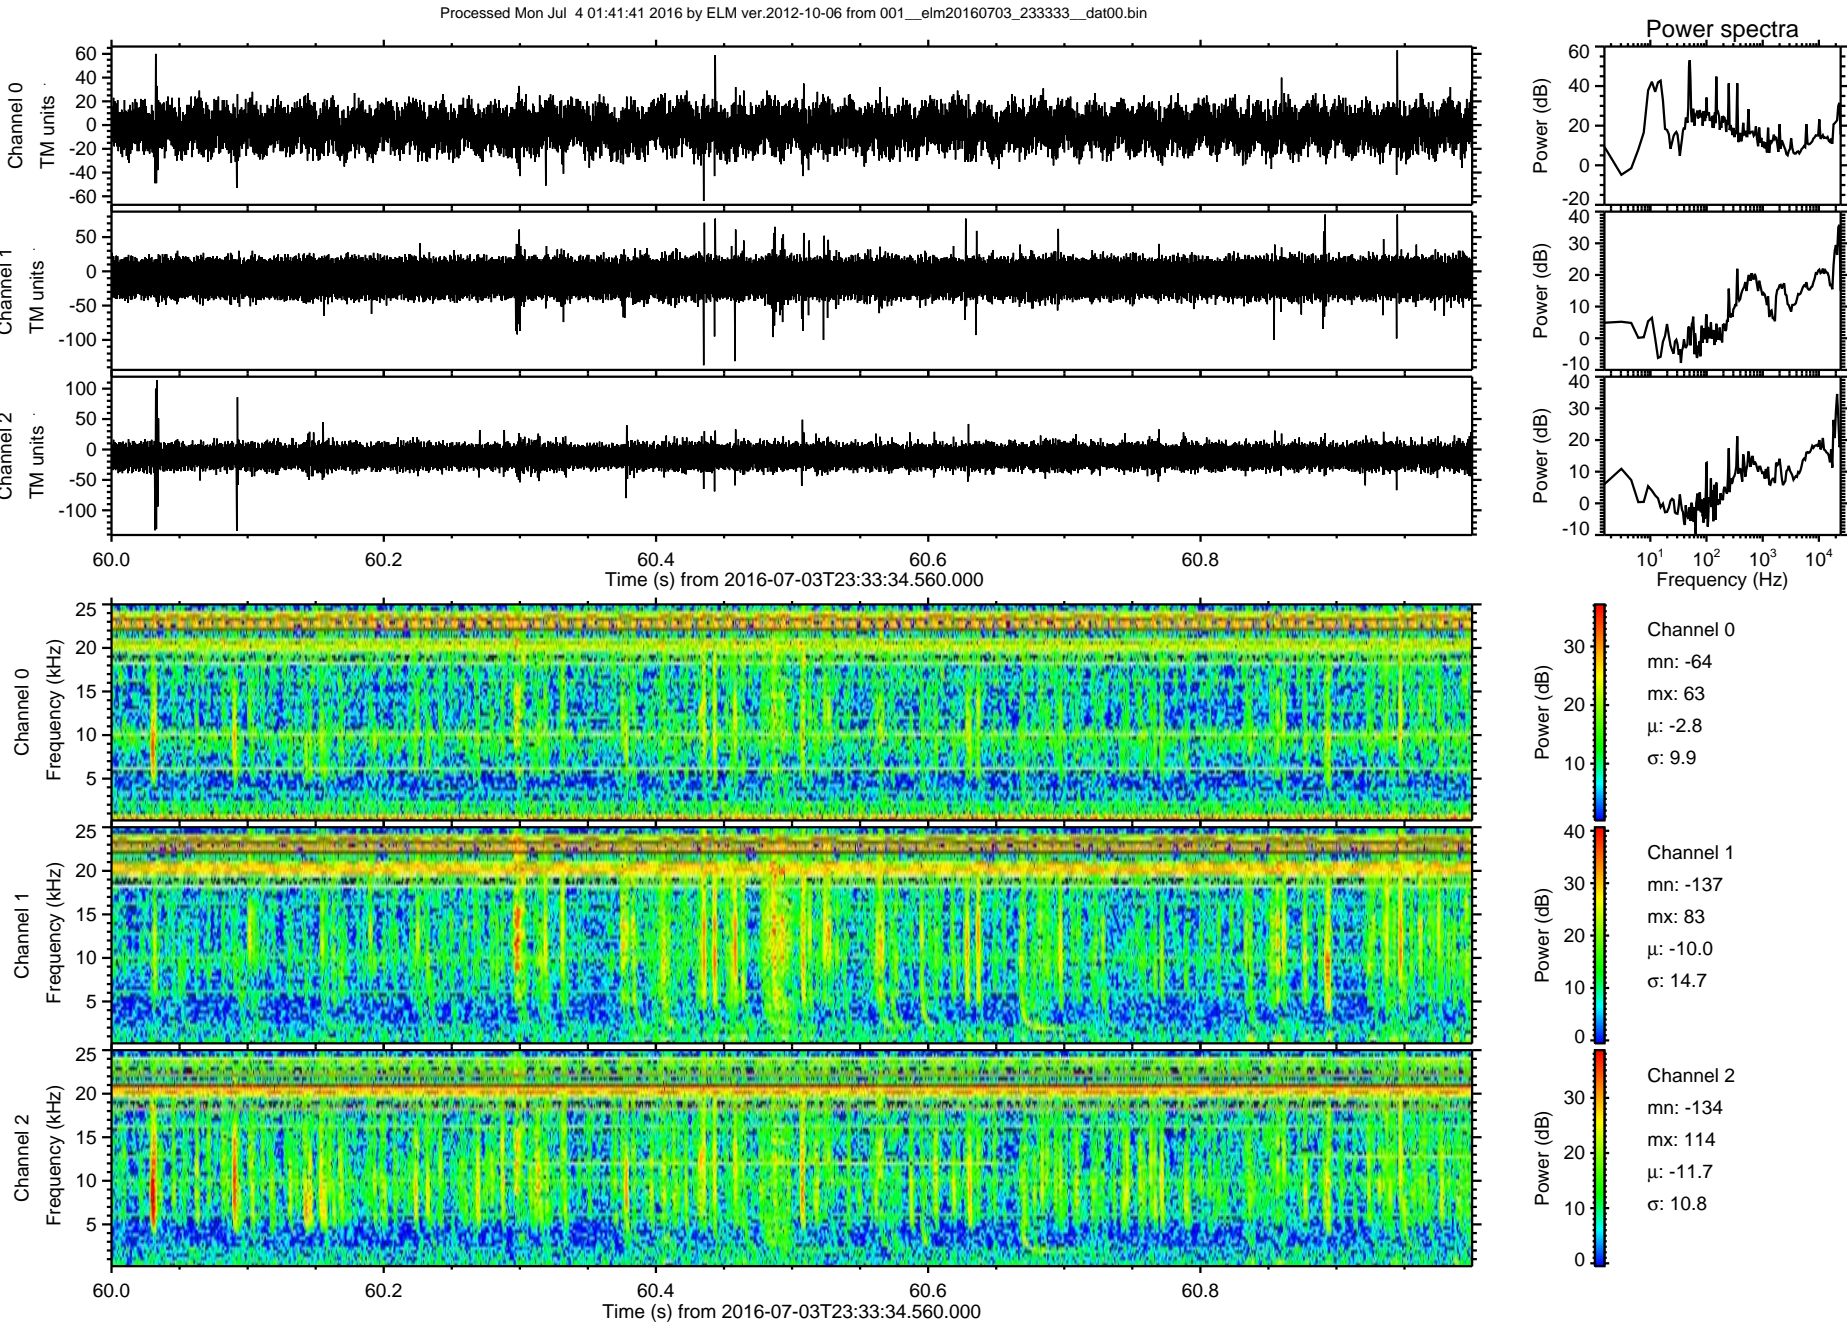 Processed Mon Jul  4 01:41:41 2016 by ELM ver.2012-10-06 from 001__elm20160703_233333__dat00.bin
Power spectra
Channel 0
TM units
60
40
20
0
-20
-40
-60
Power (dB)
60
40
20
0
-20
Channel 1
TM units
50
0
-50
-100
Power (dB)
40
30
20
10
0
-10
Channel 2
TM units
100
50
0
-50
-100
Power (dB)
40
30
20
10
0
-10
60.0 60.2 60.4 60.6 60.8
Time (s) from 2016-07-03T23:33:34.560.000
10¹ 10² 10³ 10⁴
Frequency (Hz)
Channel 0
Frequency (kHz)
25
20
15
10
5
Power (dB)
30
20
10
Channel 0
mn: -64
mx: 63
μ: -2.8
σ: 9.9
Channel 1
Frequency (kHz)
25
20
15
10
5
Power (dB)
40
30
20
10
0
Channel 1
mn: -137
mx: 83
μ: -10.0
σ: 14.7
Channel 2
Frequency (kHz)
25
20
15
10
5
Power (dB)
30
20
10
0
Channel 2
mn: -134
mx: 114
μ: -11.7
σ: 10.8
60.0 60.2 60.4 60.6 60.8
Time (s) from 2016-07-03T23:33:34.560.000